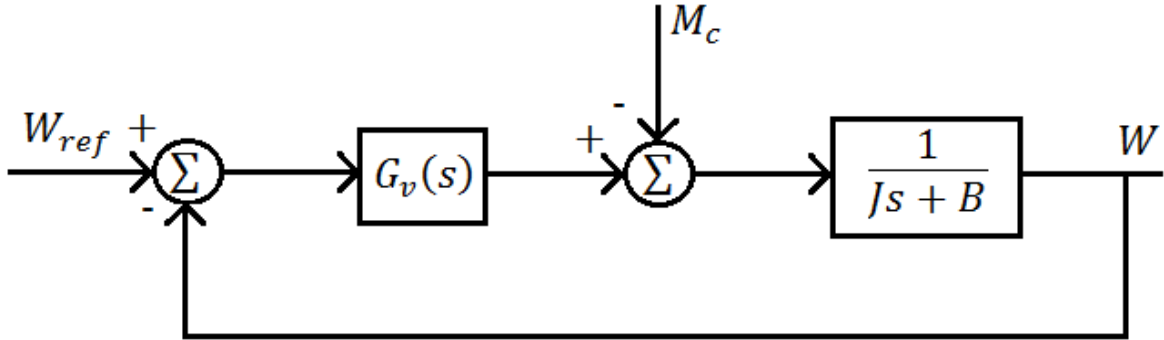 M_c
-
W_ref + + W
Σ G_v(s) Σ 1/(Js + B)
-